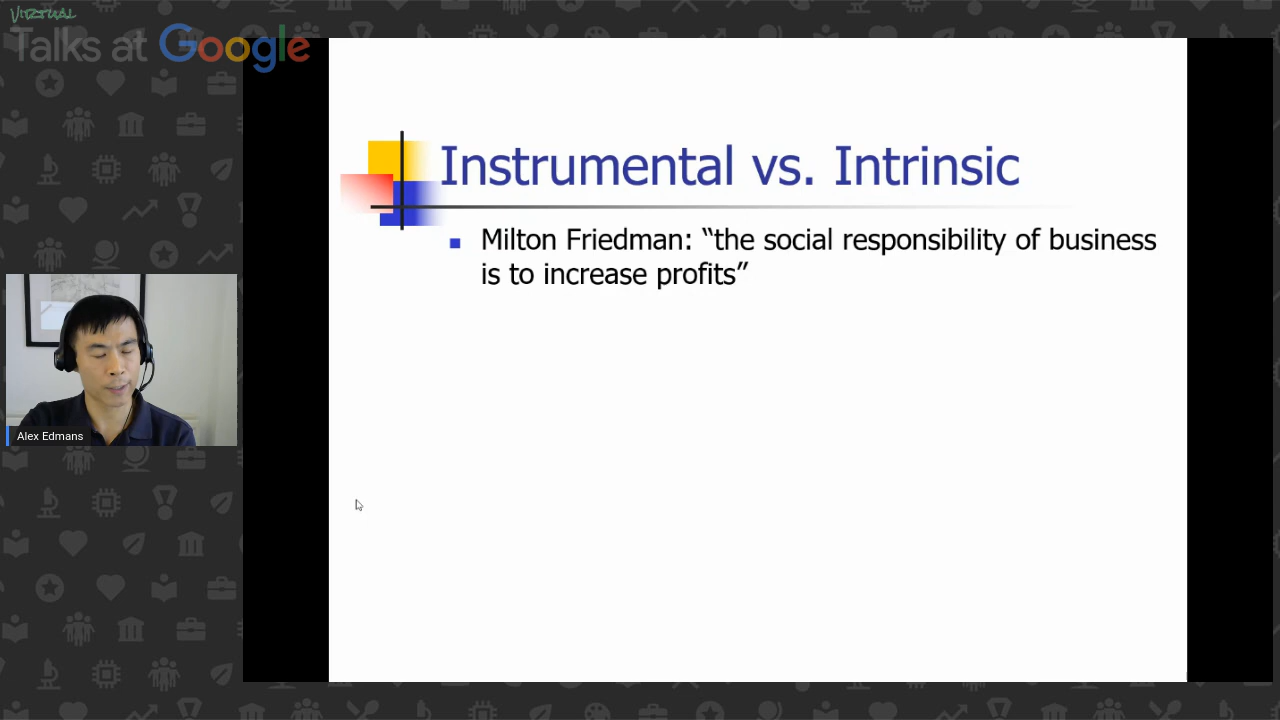 VIRTUAL
Talks at Google
Instrumental vs. Intrinsic
Milton Friedman: “the social responsibility of business
is to increase profits”
Alex Edmans